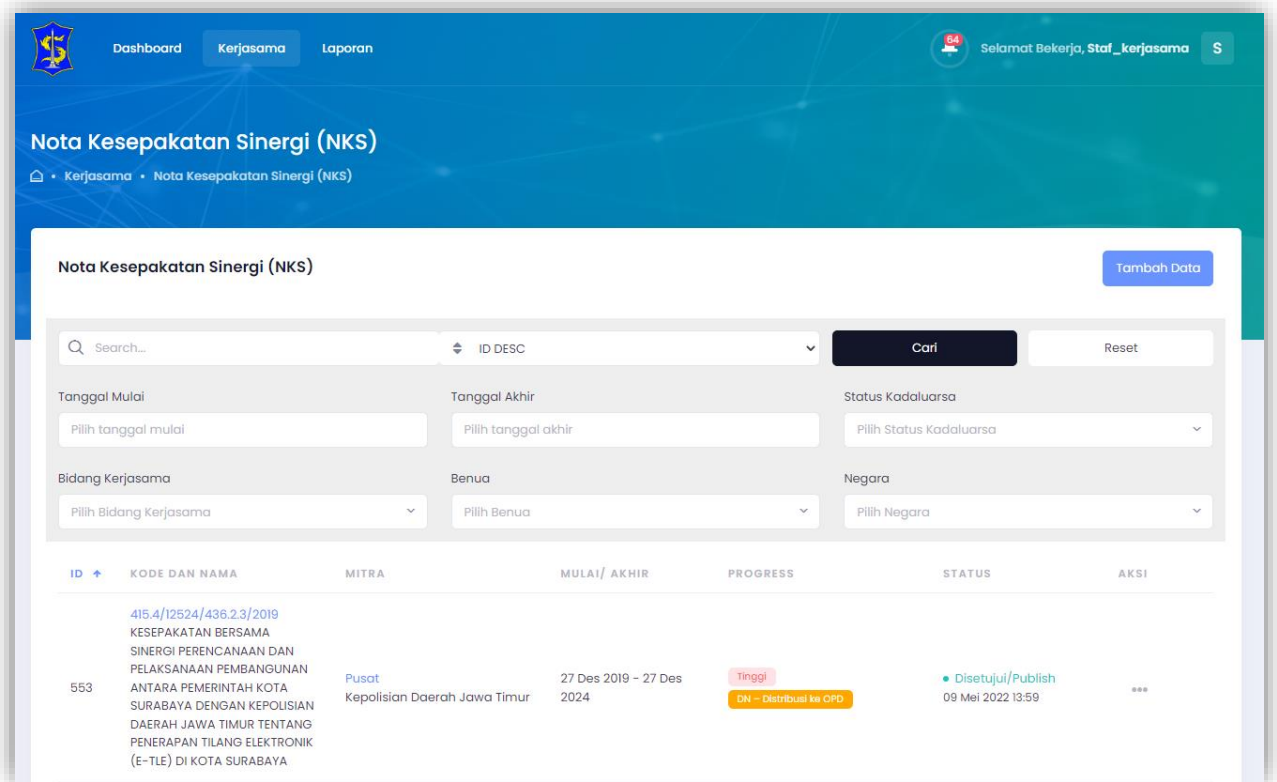 Dashboard
Kerjasama
Laporan
64
Selamat Bekerja, Staf_kerjasama
S
Nota Kesepakatan Sinergi (NKS)
• Kerjasama • Nota Kesepakatan Sinergi (NKS)
Nota Kesepakatan Sinergi (NKS)
Tambah Data
Search...
ID DESC
Cari
Reset
Tanggal Mulai
Tanggal Akhir
Status Kadaluarsa
Pilih tanggal mulai
Pilih tanggal akhir
Pilih Status Kadaluarsa
Bidang Kerjasama
Benua
Negara
Pilih Bidang Kerjasama
Pilih Benua
Pilih Negara
ID
KODE DAN NAMA
MITRA
MULAI/ AKHIR
PROGRESS
STATUS
AKSI
553
415.4/12524/436.2.3/2019
KESEPAKATAN BERSAMA
SINERGI PERENCANAAN DAN
PELAKSANAAN PEMBANGUNAN
ANTARA PEMERINTAH KOTA
SURABAYA DENGAN KEPOLISIAN
DAERAH JAWA TIMUR TENTANG
PENERAPAN TILANG ELEKTRONIK
(E-TLE) DI KOTA SURABAYA
Pusat
Kepolisian Daerah Jawa Timur
27 Des 2019 - 27 Des
2024
Tinggi
DN – Distribusi ke OPD
• Disetujui/Publish
09 Mei 2022 13:59